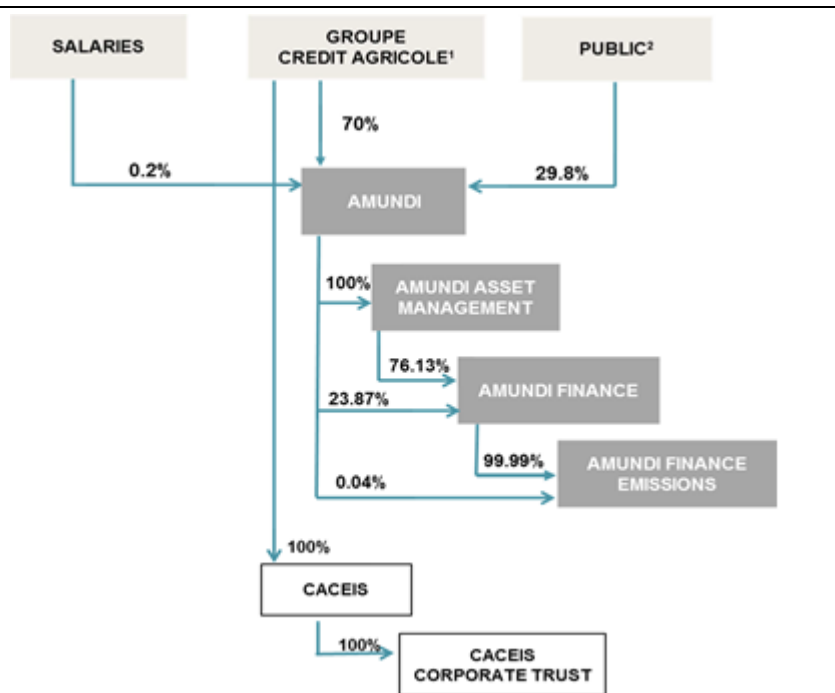 SALARIES
GROUPE
CREDIT AGRICOLE¹
PUBLIC²
70%
0.2%
29.8%
AMUNDI
100%
AMUNDI ASSET
MANAGEMENT
76.13%
AMUNDI FINANCE
23.87%
99.99%
AMUNDI FINANCE
EMISSIONS
0.04%
100%
CACEIS
100%
CACEIS
CORPORATE TRUST